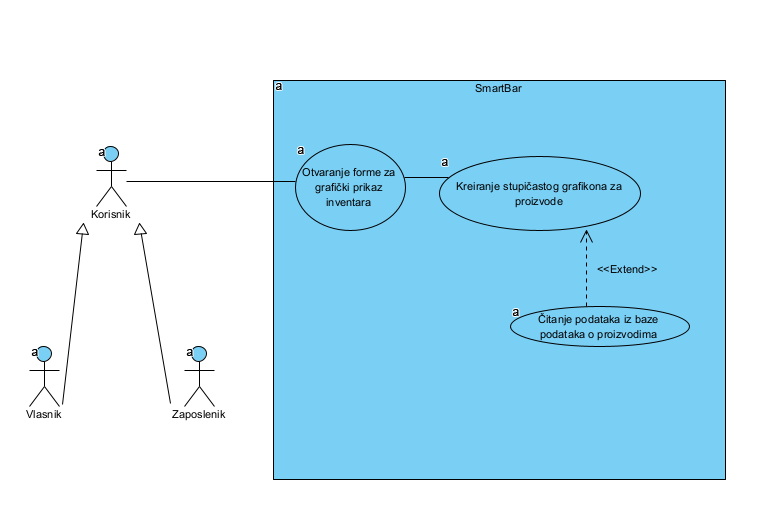 a
SmartBar
a
Korisnik
a
Otvaranje forme za
grafički prikaz
inventara
a
Kreiranje stupičastog grafikona za
proizvode
<<Extend>>
a
Čitanje podataka iz baze
podataka o proizvodima
a
Vlasnik
a
Zaposlenik